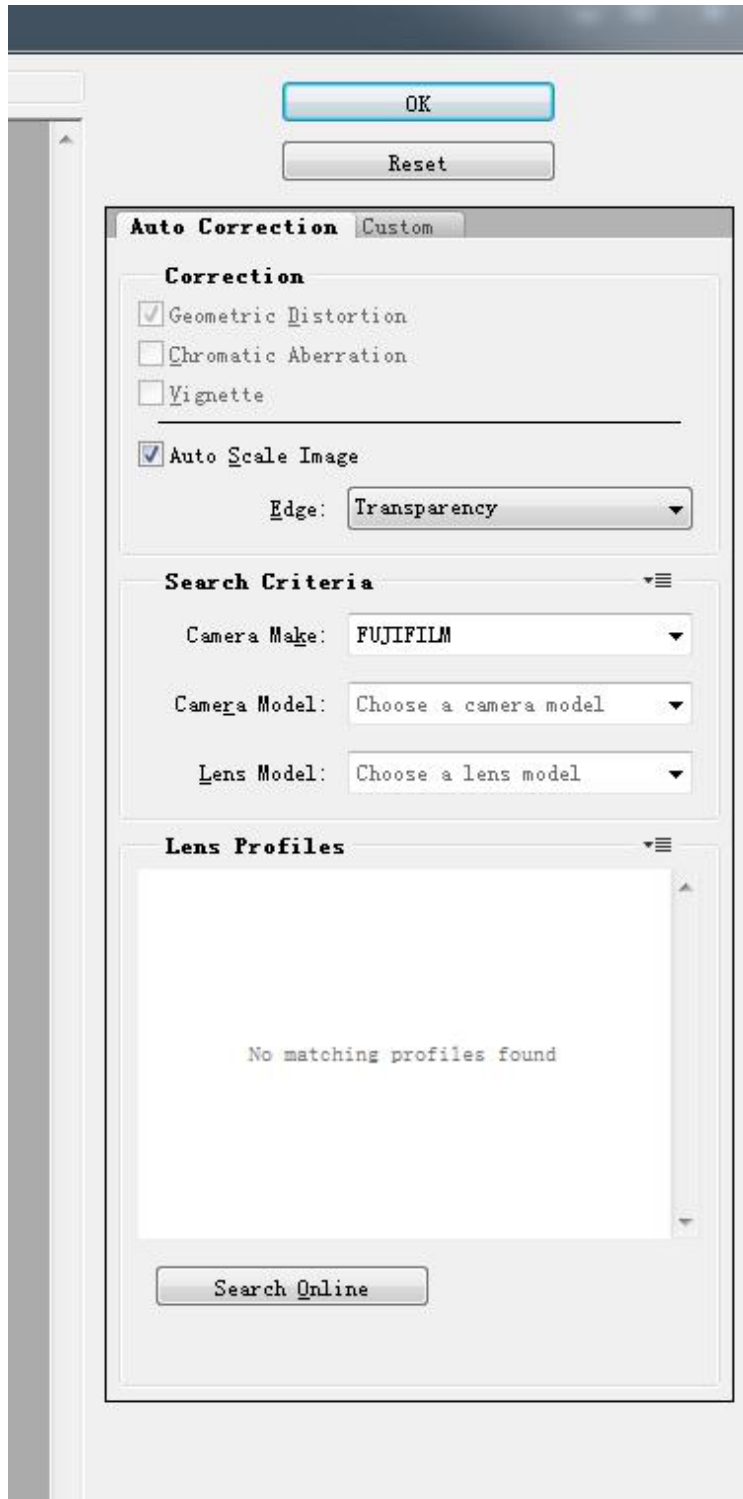 OK
Reset
Auto Correction Custom
Correction
Geometric Distortion
Chromatic Aberration
Vignette
Auto Scale Image
Edge: Transparency
Search Criteria
Camera Make: FUJIFILM
Camera Model: Choose a camera model
Lens Model: Choose a lens model
Lens Profiles
No matching profiles found
Search Online